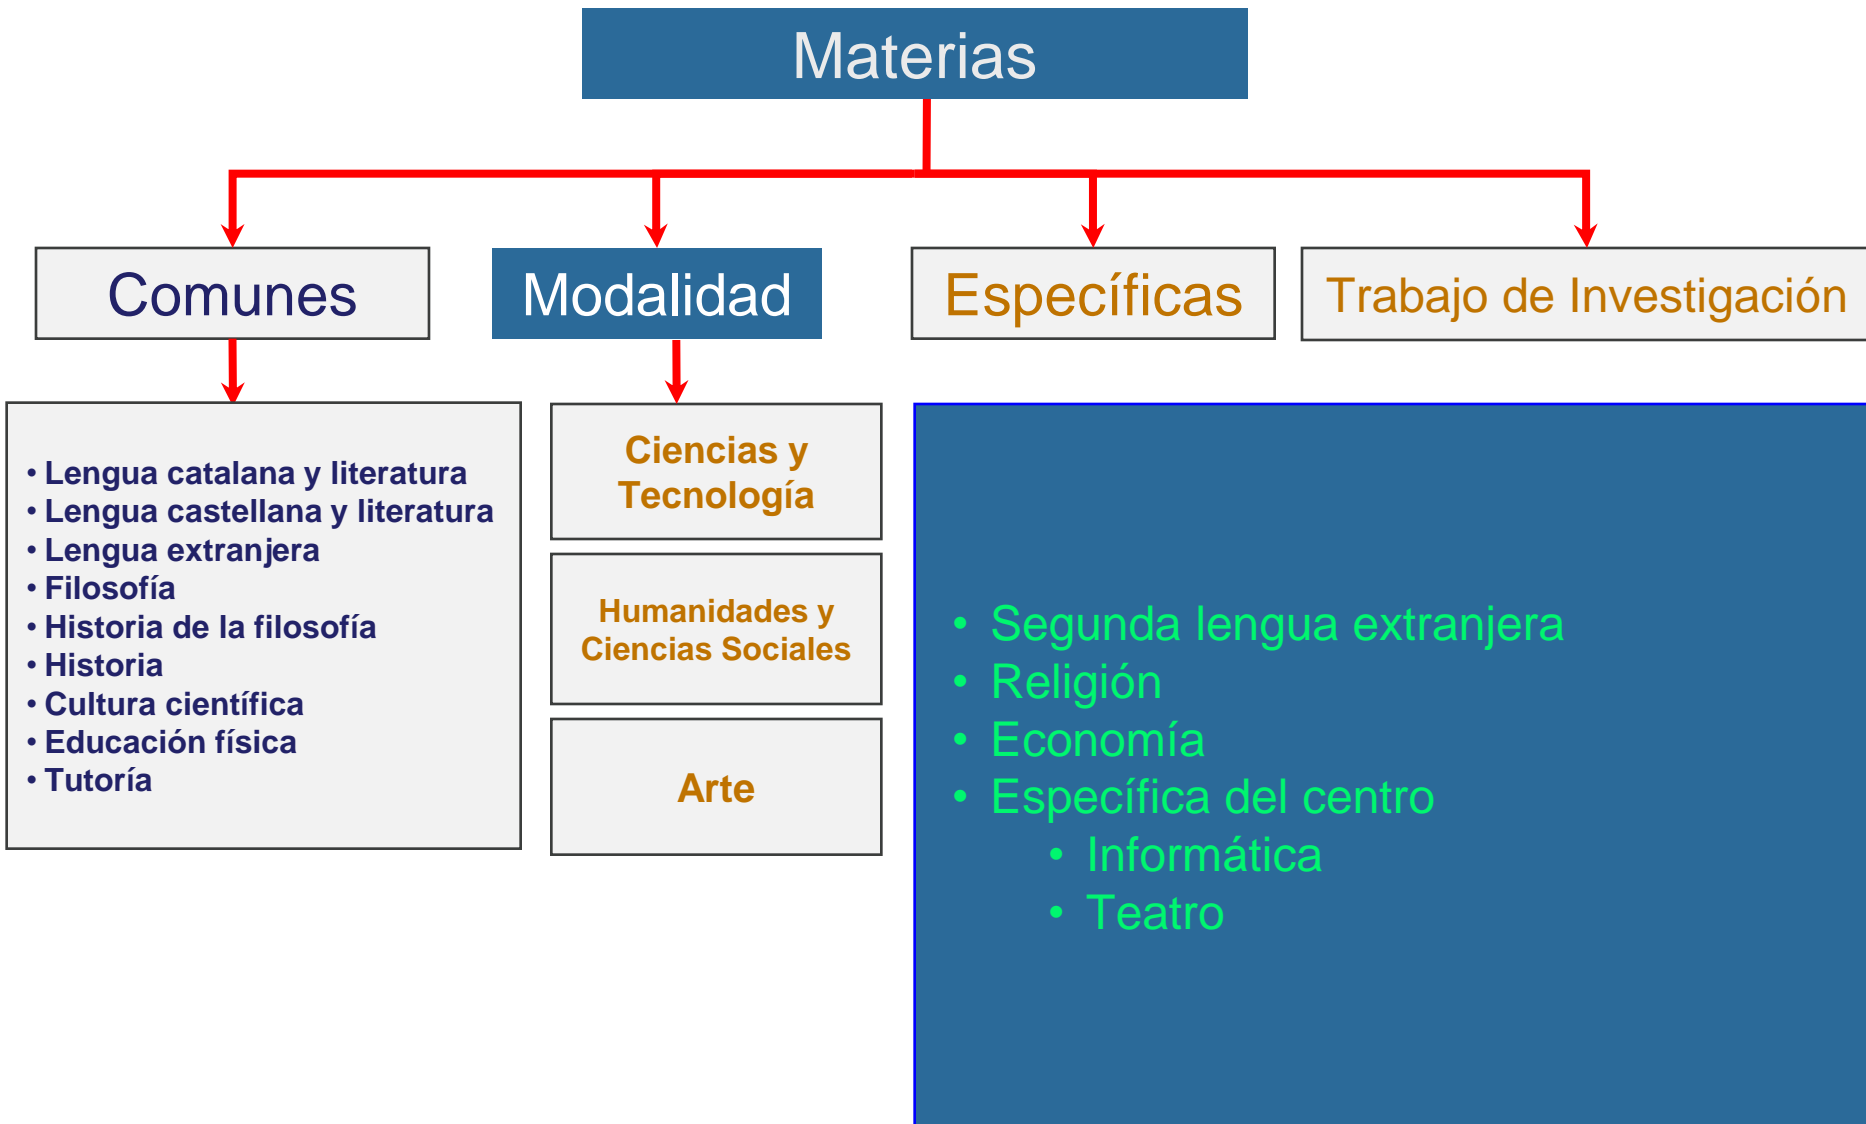 Materias
Comunes
Modalidad
Específicas
Trabajo de Investigación
• Lengua catalana y literatura
• Lengua castellana y literatura
• Lengua extranjera
• Filosofía
• Historia de la filosofía
• Historia
• Cultura científica
• Educación física
• Tutoría
Ciencias y
Tecnología
Humanidades y
Ciencias Sociales
Arte
• Segunda lengua extranjera
• Religión
• Economía
• Específica del centro
• Informática
• Teatro